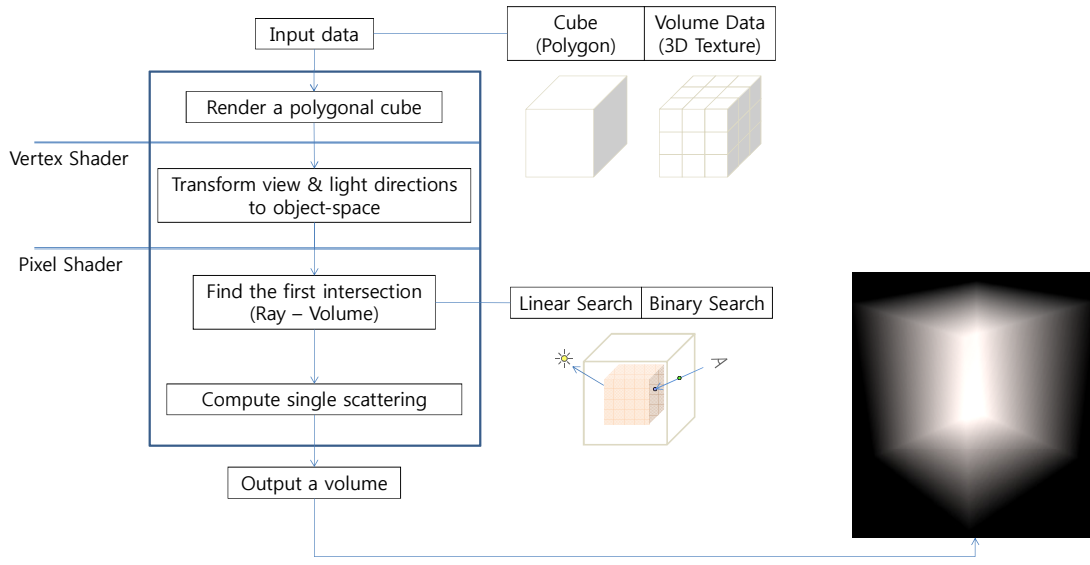 Input data
Cube
(Polygon)
Volume Data
(3D Texture)
Render a polygonal cube
Vertex Shader
Transform view & light directions
to object-space
Pixel Shader
Find the first intersection
(Ray – Volume)
Linear Search
Binary Search
Compute single scattering
Output a volume